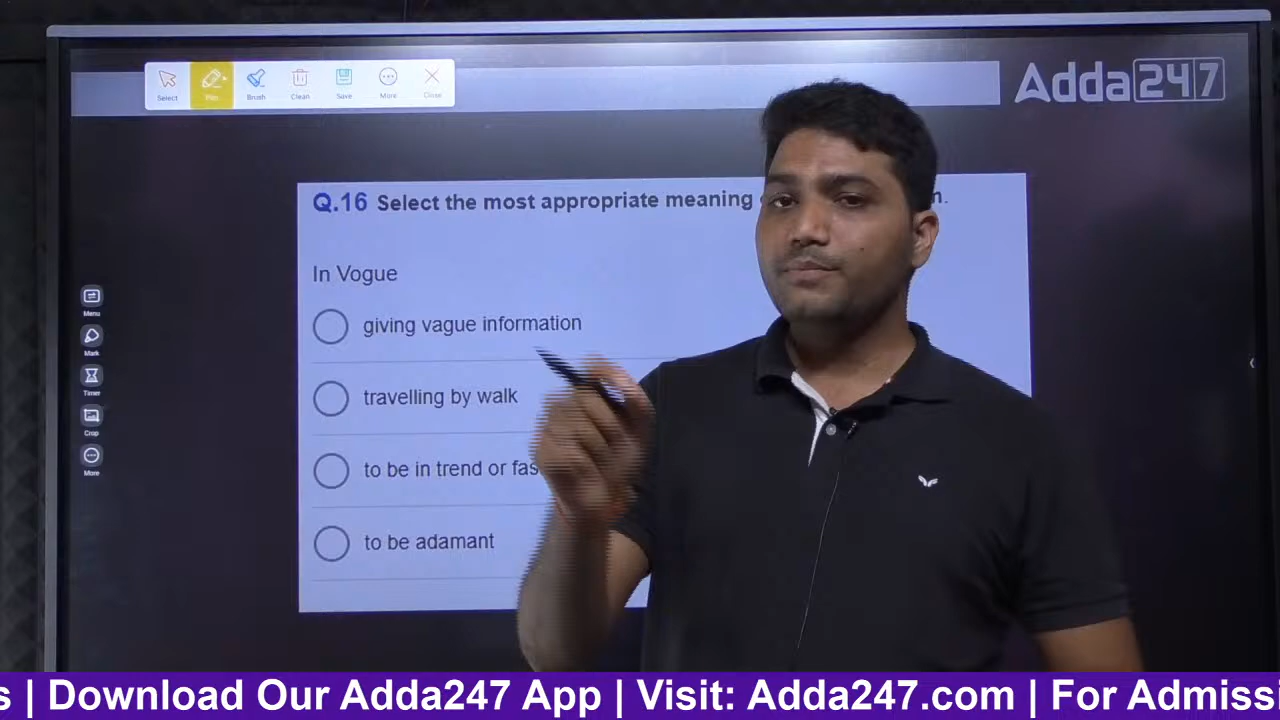 Select
Pen
Brush
Clean
Save
More
Close
Adda247
Q.16 Select the most appropriate meaning
In Vogue
giving vague information
travelling by walk
to be in trend or fas
to be adamant
Menu
Mark
Timer
Crop
More
s | Download Our Adda247 App | Visit: Adda247.com | For Admissi